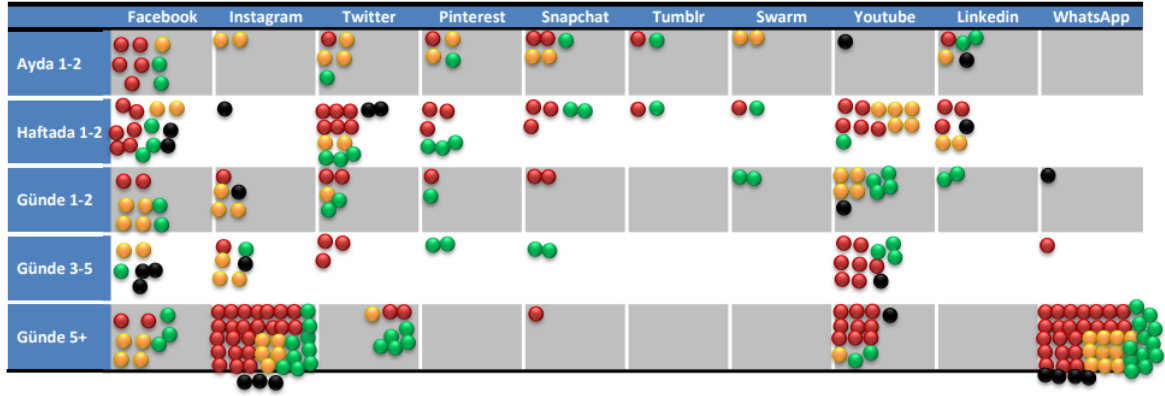 Facebook Instagram Twitter Pinterest Snapchat Tumblr Swarm Youtube Linkedin WhatsApp
Ayda 1-2
Haftada 1-2
Günde 1-2
Günde 3-5
Günde 5+